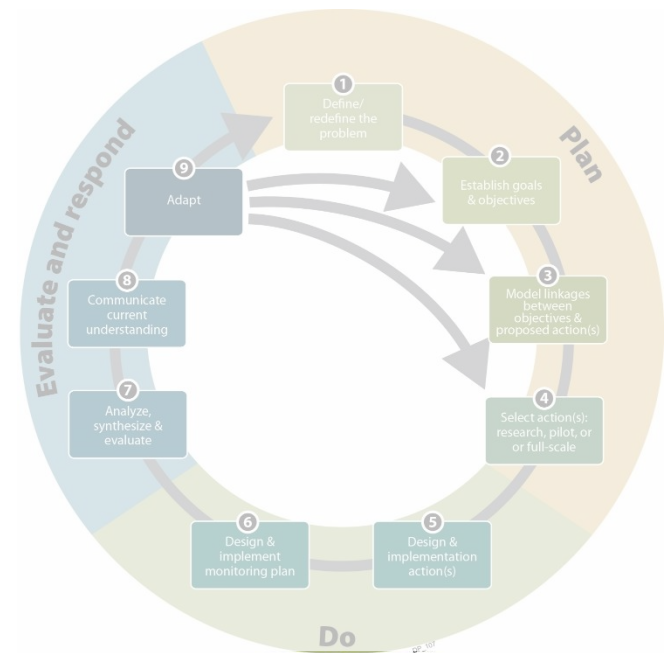 1
Define/
redefine the
problem
Plan
2
Establish goals
& objectives
3
Model linkages
between
objectives &
proposed action(s)
4
Select action(s):
research, pilot, or
or full-scale
5
Design &
implementation
action(s)
Do
6
Design &
implement
monitoring plan
7
Analyze,
synthesize &
evaluate
8
Communicate
current
understanding
Evaluate and respond
9
Adapt